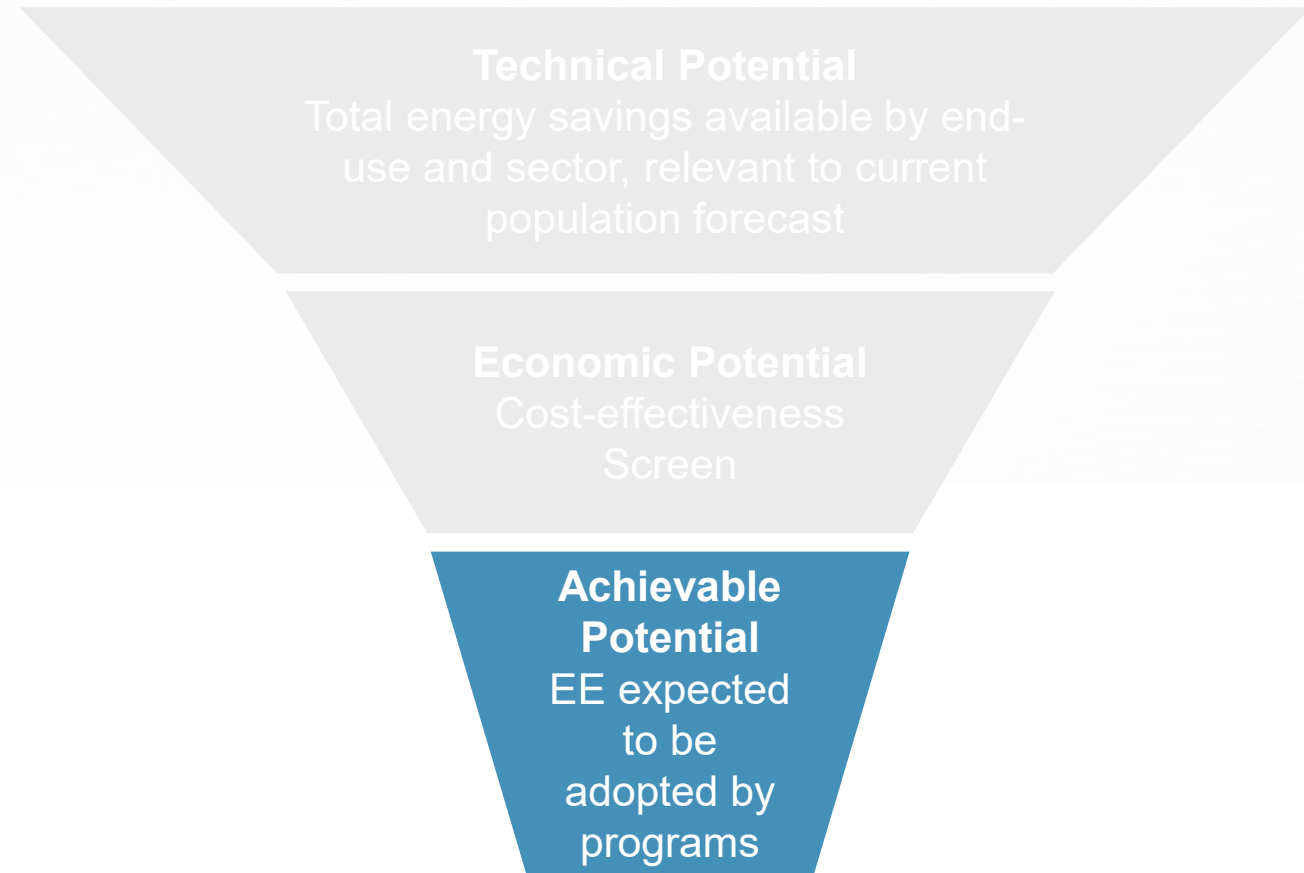 Technical Potential
Total energy savings available by end-
use and sector, relevant to current
population forecast
Economic Potential
Cost-effectiveness
Screen
Achievable
Potential
EE expected
to be
adopted by
programs